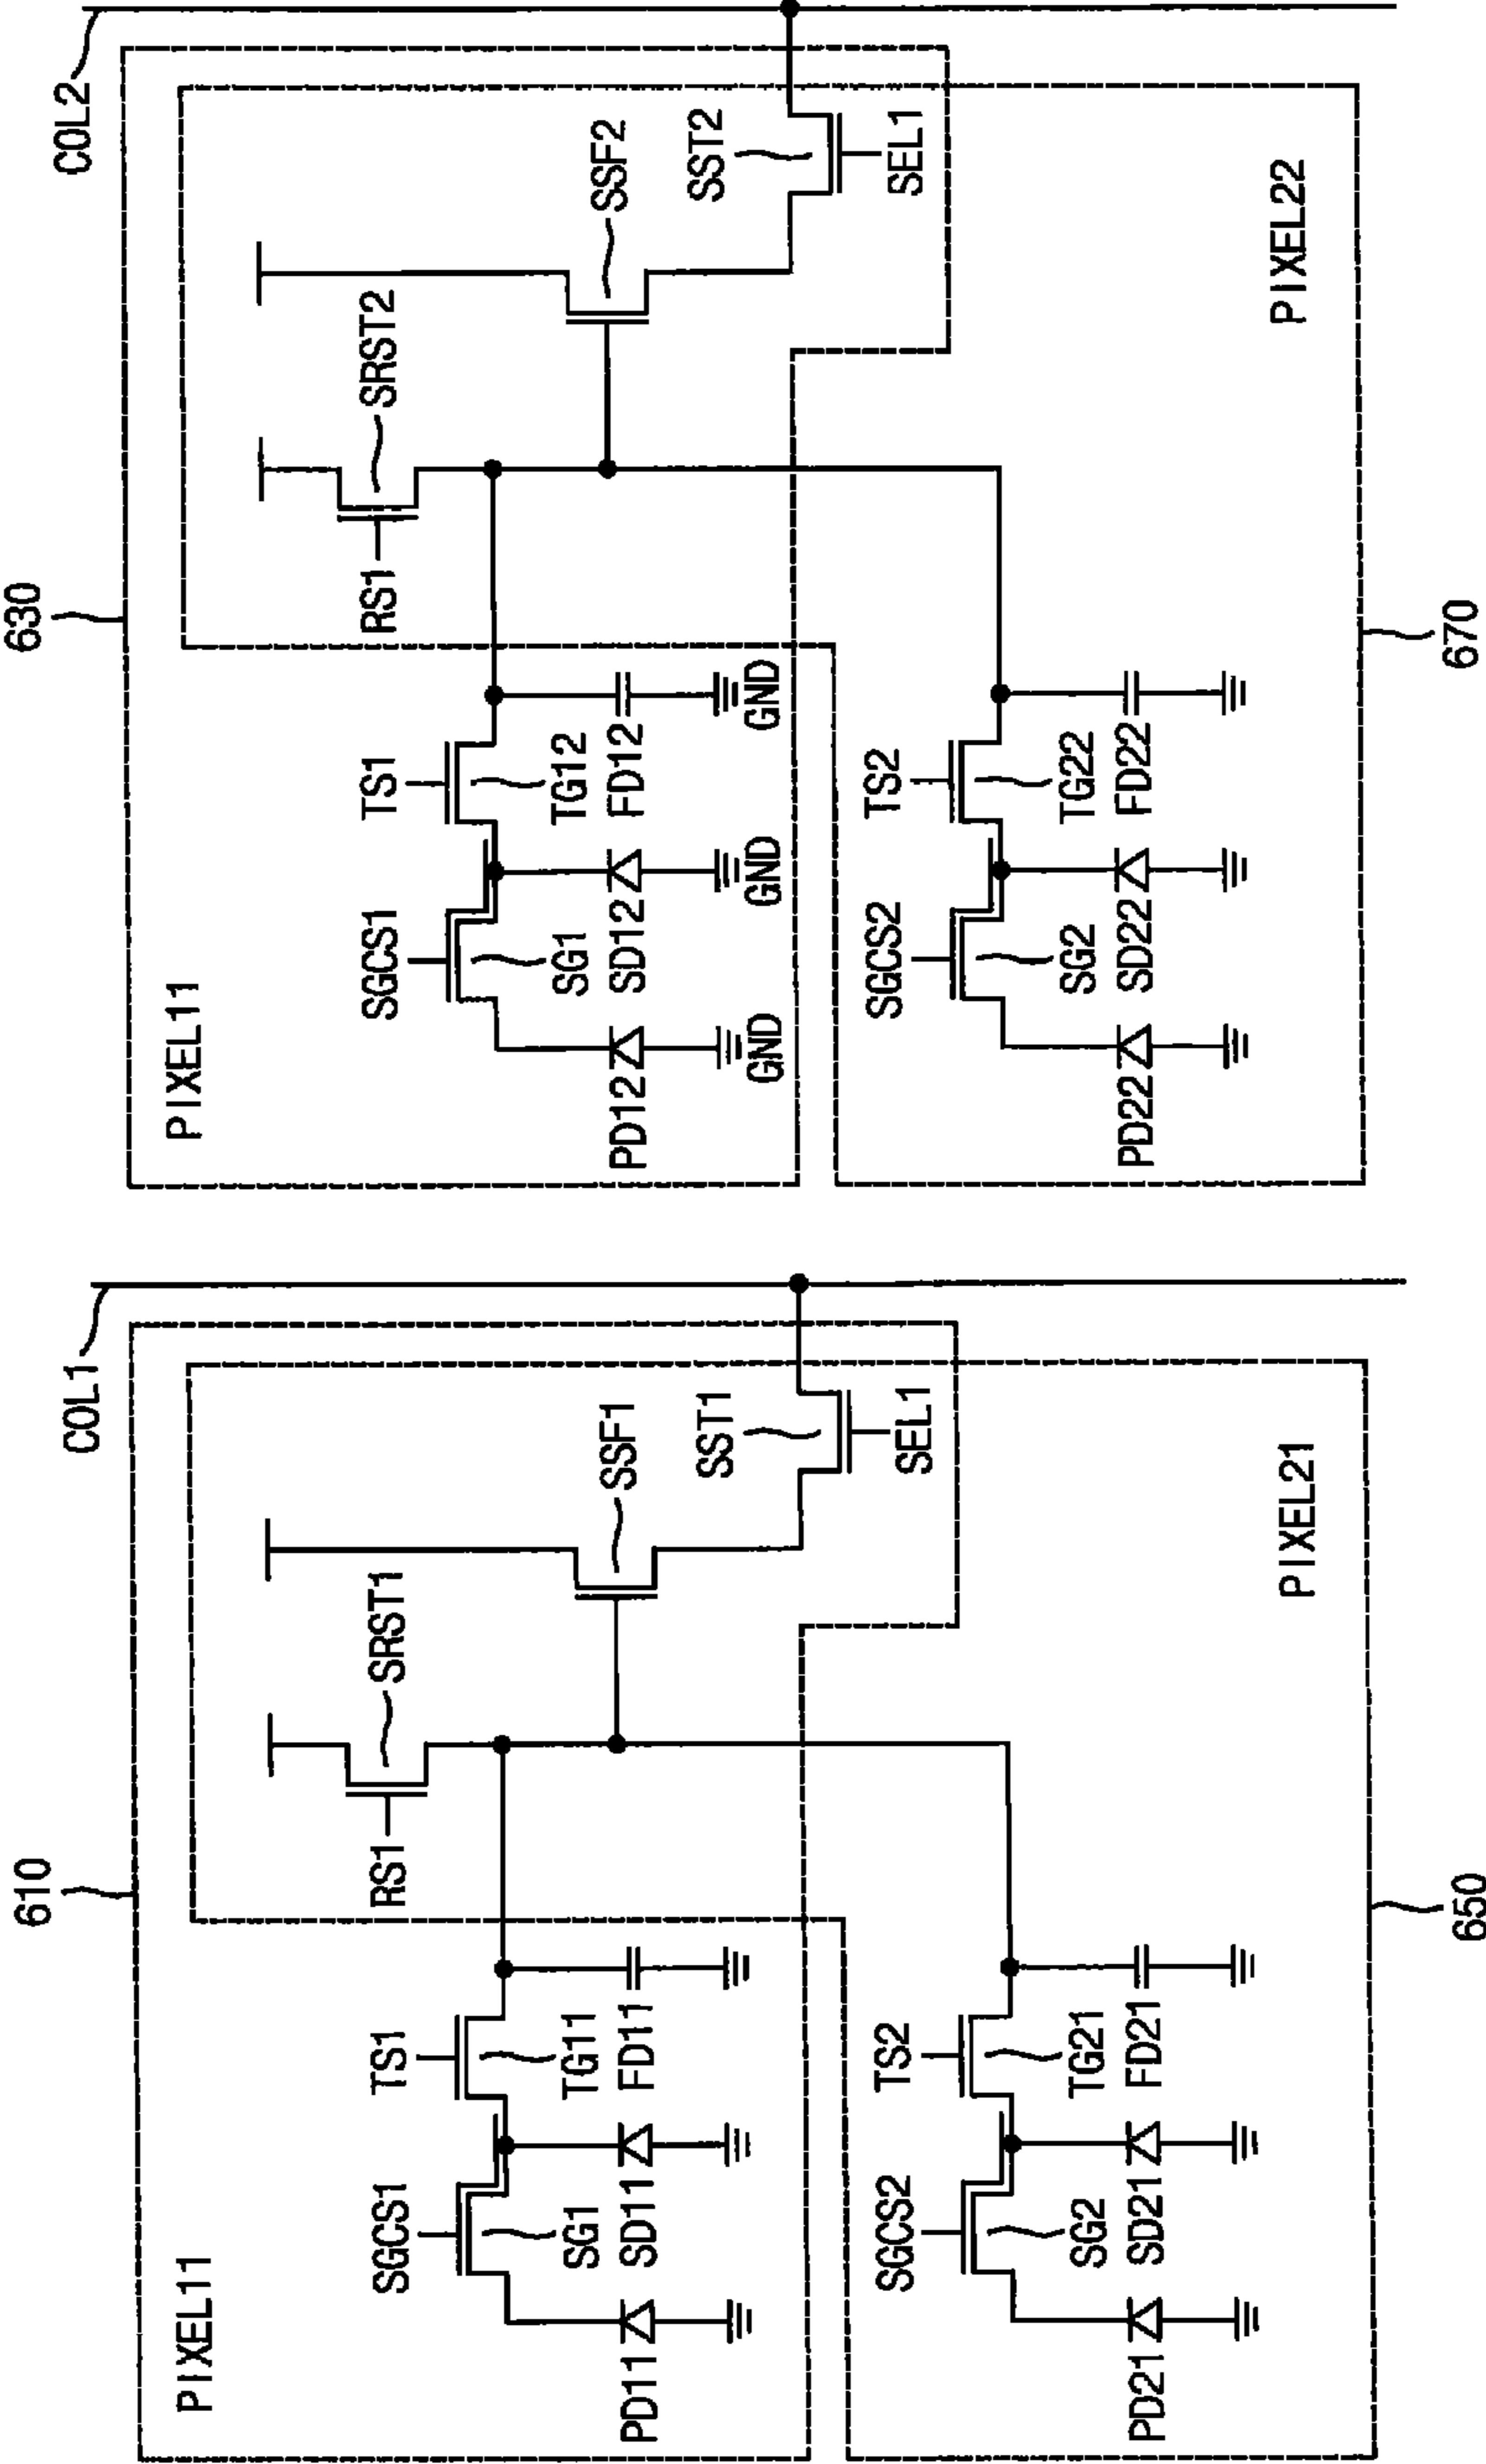 610
COL1
630
COL2
PIXEL11
RS1
SRST1
SGCS1
TS1
SG1
TG11
SSF1
PD11
SD11
FD11
SST1
SEL1
SGCS2
TS2
SG2
TG21
PD21
SD21
FD21
PIXEL21
650
PIXEL11
RS1
SRST2
SGCS1
TS1
SG1
TG12
SSF2
PD12
SD12
FD12
SST2
GND
GND
GND
SEL1
SGCS2
TS2
SG2
TG22
PD22
SD22
FD22
PIXEL22
670